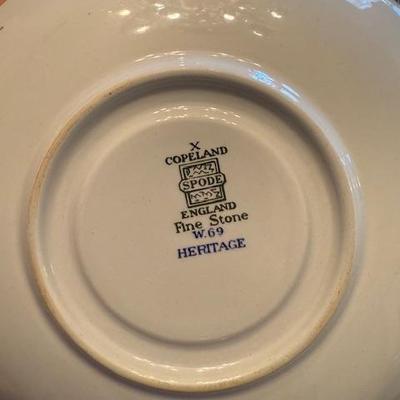 X
COPELAND
SPODE
ENGLAND
Fine Stone
W.69
HERITAGE